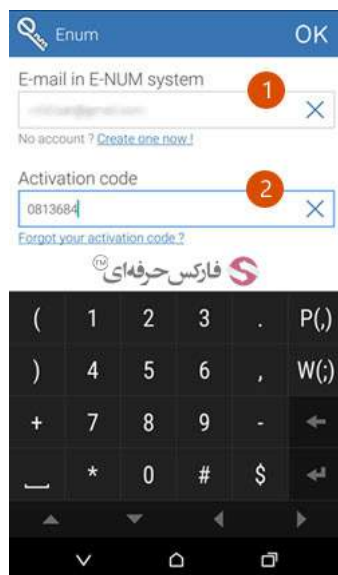 Enum OK
E-mail in E-NUM system
1
No account ? Create one now !
Activation code
2
0813684
Forgot your activation code ?
فارکس حرفه‌ای™
( 1 2 3 . P(,)
) 4 5 6 , W(;)
+ 7 8 9 -
* 0 # $